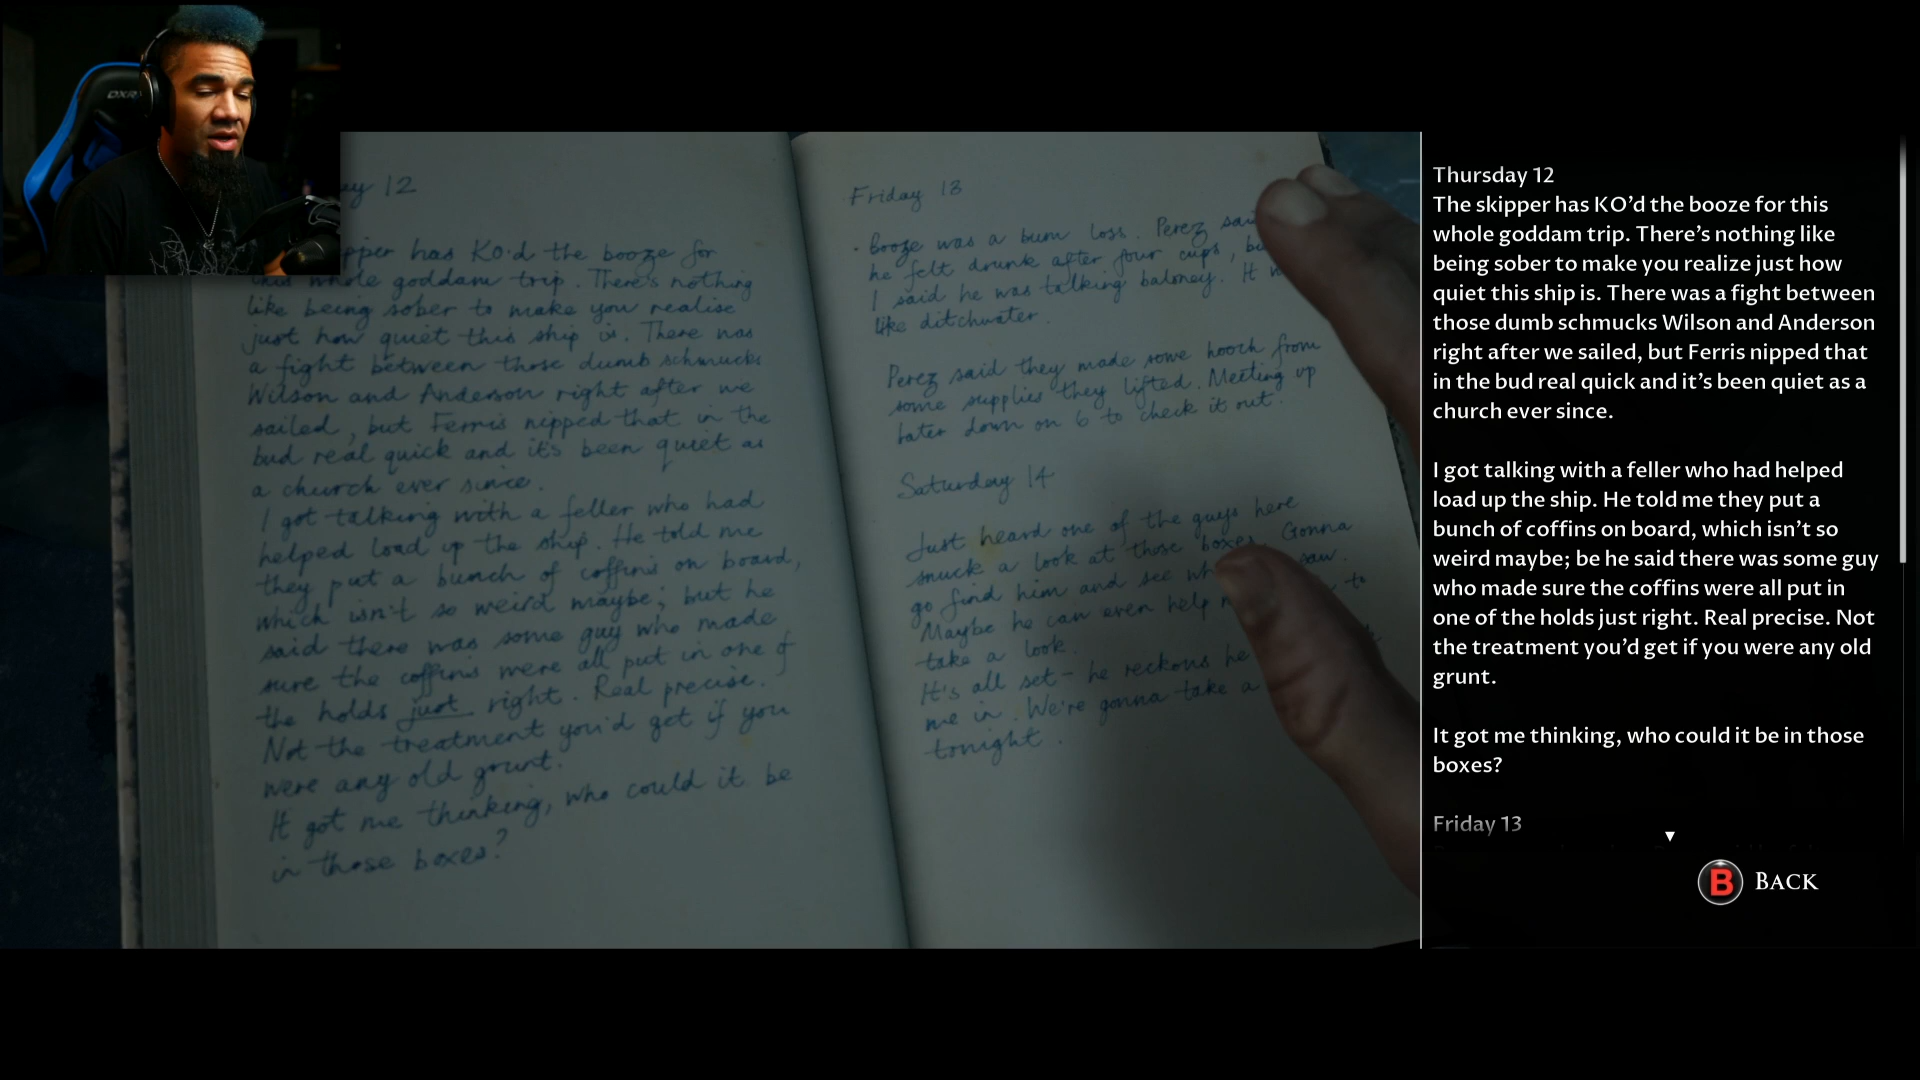 DXR
ay 12
pper has KO'd the booze for
this whole goddam trip. There's nothing
like being sober to make you realise
just how quiet this ship is. There was
a fight between those dumb schmucks
Wilson and Anderson right after we
sailed, but Ferris nipped that in the
bud real quick and it's been quiet as
a church ever since.
I got talking with a feller who had
helped load up the ship. He told me
they put a bunch of coffins on board,
which isn't so weird maybe; but he
said there was some guy who made
sure the coffins were all put in one of
the holds just right. Real precise.
Not the treatment you'd get if you
were any old grunt.
It got me thinking, who could it be
in those boxes?
Friday 13
Booze was a bum loss. Perez sai
he felt drunk after four cups, bu
I said he was talking baloney. It
like ditchwater.
Perez said they made some hooch from
some supplies they lifted. Meeting up
later down on 6 to check it out.
Saturday 14
Just heard one of the guys here
snuck a look at those boxes. Gonna
go find him and see wh saw.
Maybe he can even help to
take a look.
It's all set - he reckons he
me in. We're gonna take a
tonight.
Thursday 12
The skipper has KO’d the booze for this
whole goddam trip. There’s nothing like
being sober to make you realize just how
quiet this ship is. There was a fight between
those dumb schmucks Wilson and Anderson
right after we sailed, but Ferris nipped that
in the bud real quick and it’s been quiet as a
church ever since.
I got talking with a feller who had helped
load up the ship. He told me they put a
bunch of coffins on board, which isn’t so
weird maybe; be he said there was some guy
who made sure the coffins were all put in
one of the holds just right. Real precise. Not
the treatment you’d get if you were any old
grunt.
It got me thinking, who could it be in those
boxes?
Friday 13
B BACK